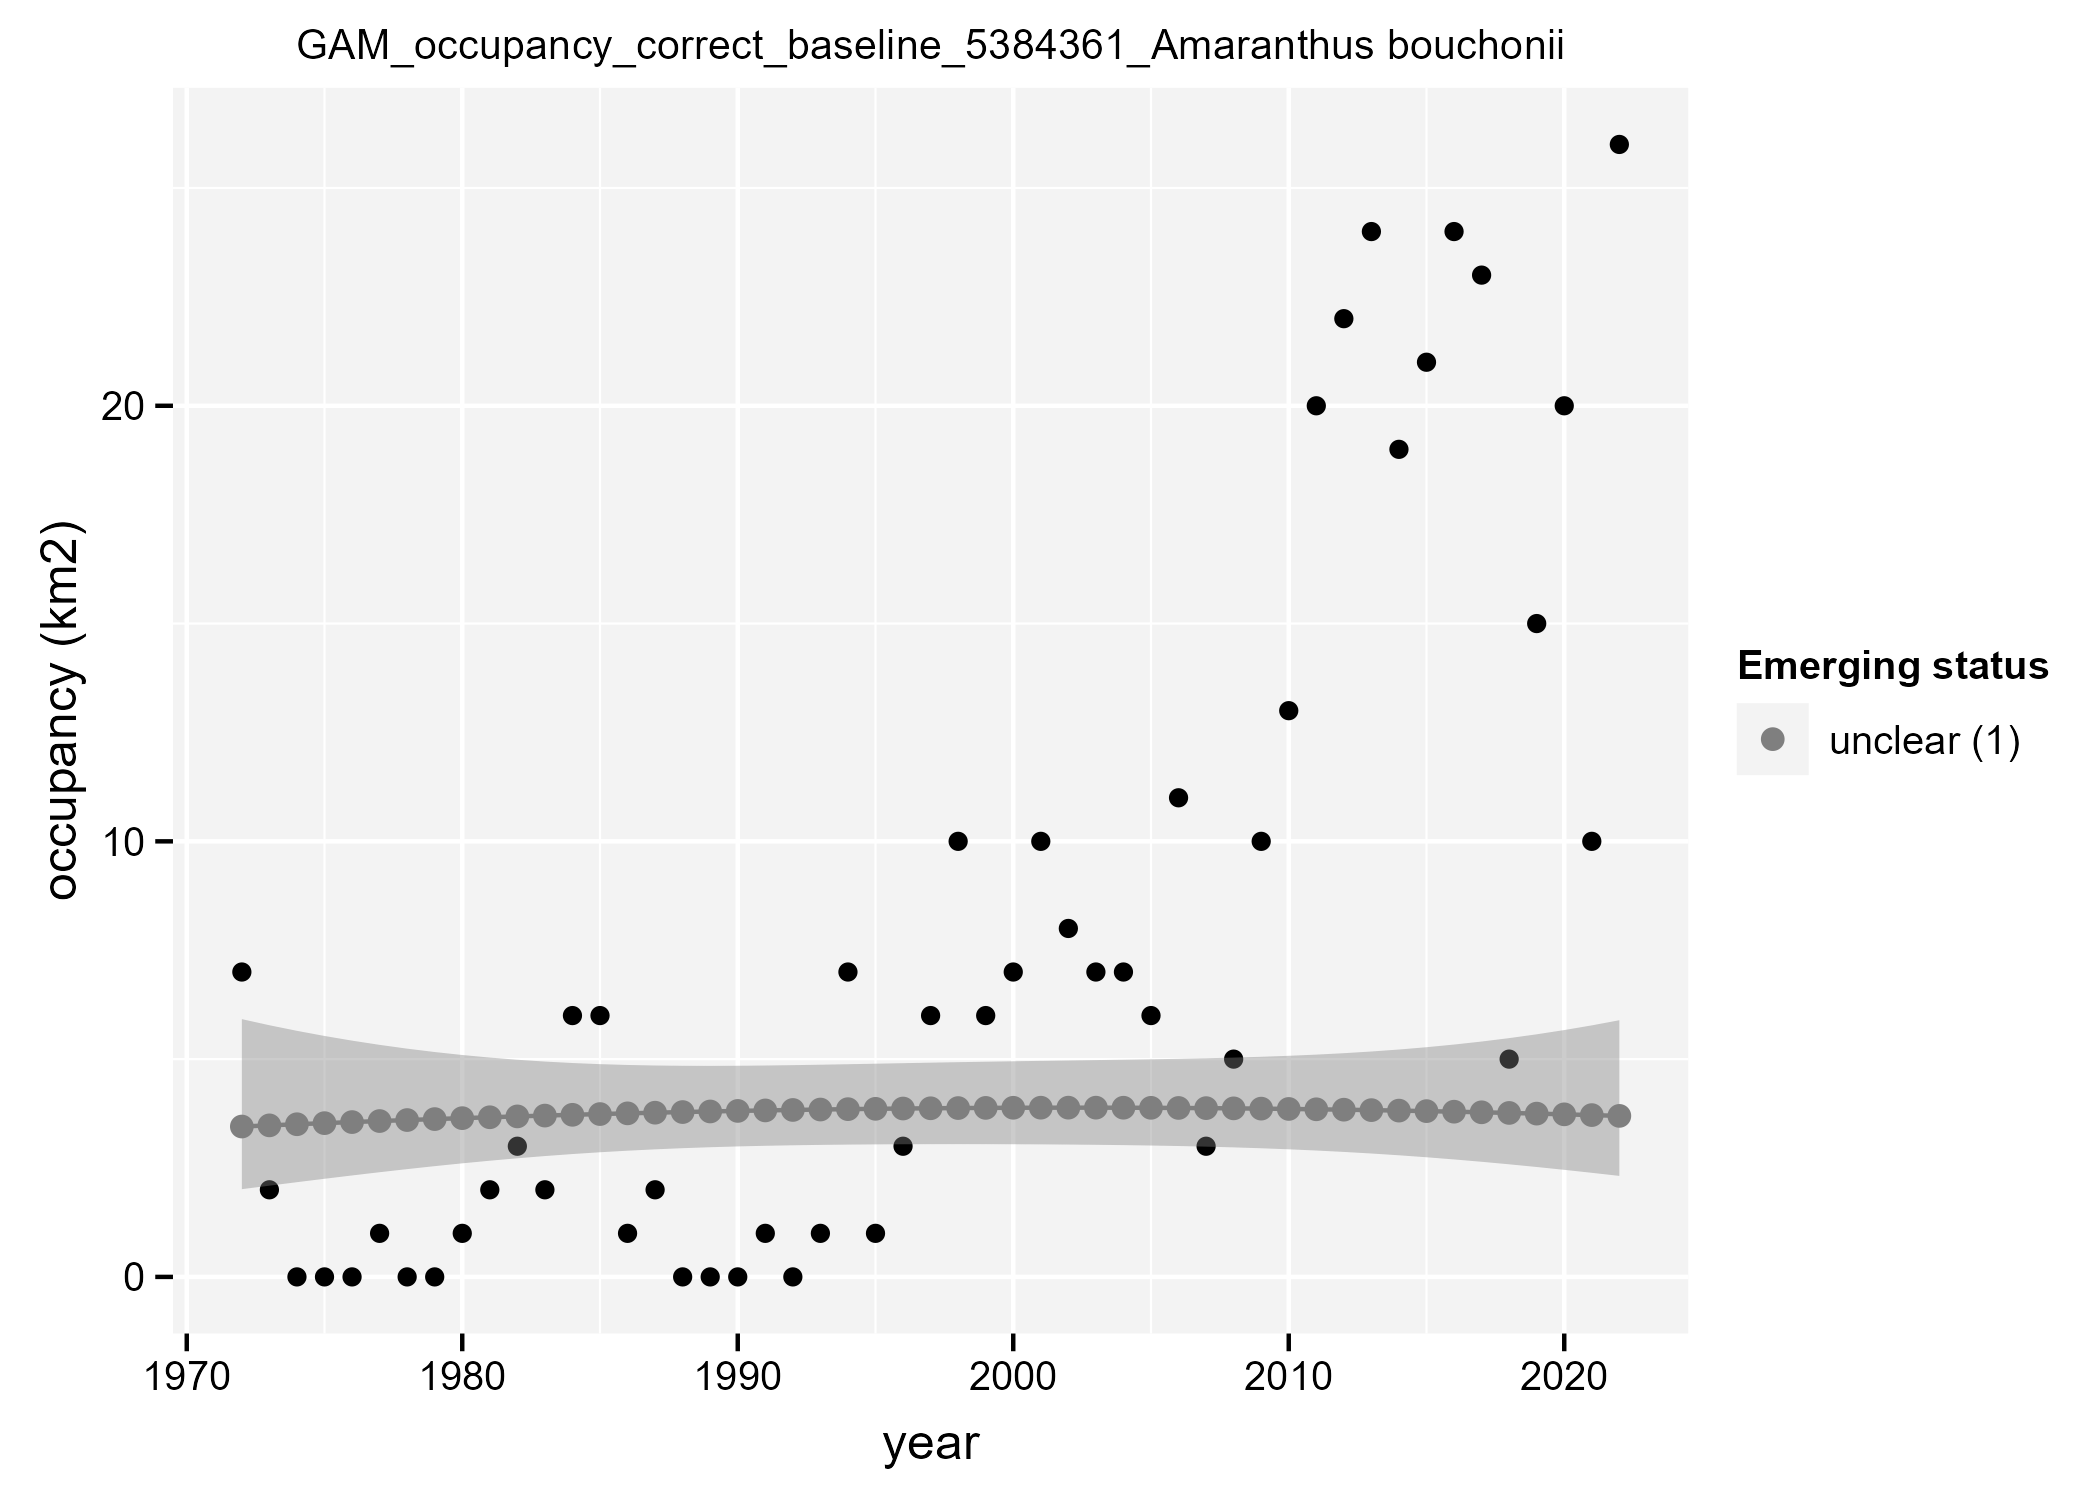 GAM_occupancy_correct_baseline_5384361_Amaranthus bouchonii
occupancy (km2)
20
10
0
1970 1980 1990 2000 2010 2020
year
Emerging status
unclear (1)